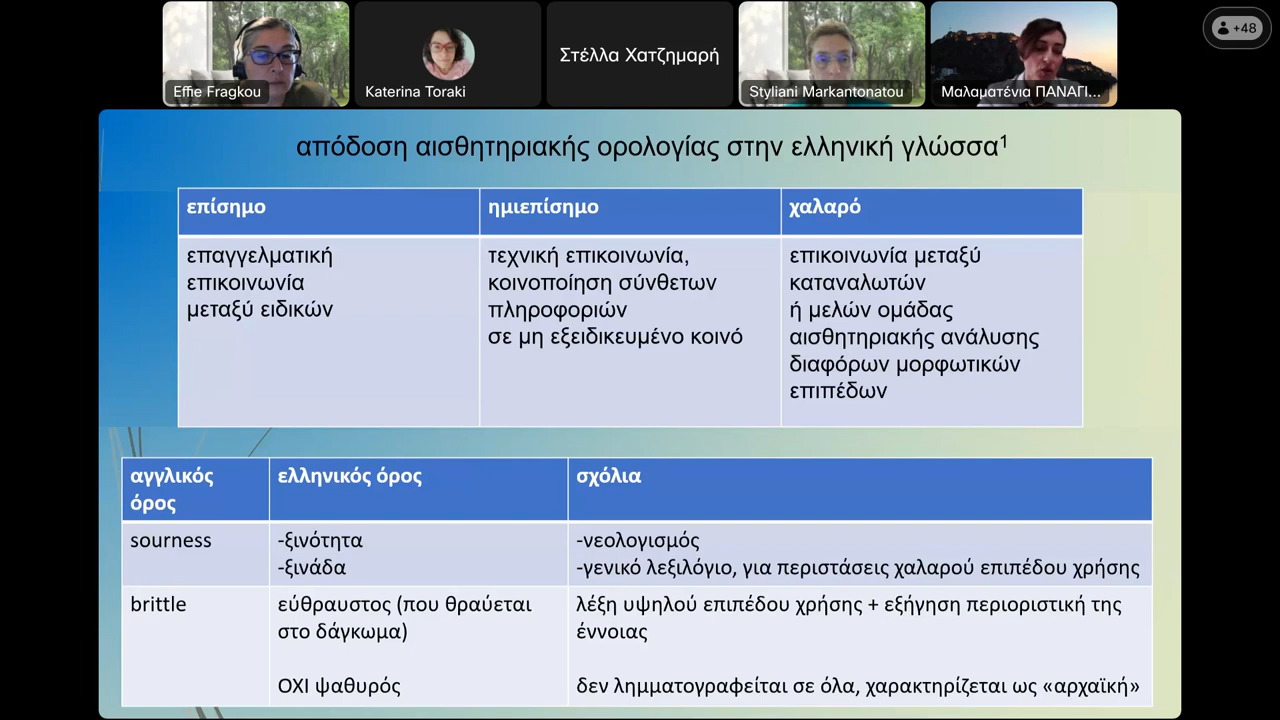 Effie Fragkou
Katerina Toraki
Στέλλα Χατζημαρή
Styliani Markantonatou
Μαλαματένια ΠΑΝΑΓΙ...
+48
απόδοση αισθητηριακής ορολογίας στην ελληνική γλώσσα¹
επίσημο
ημιεπίσημο
χαλαρό
επαγγελματική
επικοινωνία
μεταξύ ειδικών
τεχνική επικοινωνία,
κοινοποίηση σύνθετων
πληροφοριών
σε μη εξειδικευμένο κοινό
επικοινωνία μεταξύ
καταναλωτών
ή μελών ομάδας
αισθητηριακής ανάλυσης
διαφόρων μορφωτικών
επιπέδων
αγγλικός
όρος
ελληνικός όρος
σχόλια
sourness
-ξινότητα
-ξινάδα
-νεολογισμός
-γενικό λεξιλόγιο, για περιστάσεις χαλαρού επιπέδου χρήσης
brittle
εύθραυστος (που θραύεται
στο δάγκωμα)
ΟΧΙ ψαθυρός
λέξη υψηλού επιπέδου χρήσης + εξήγηση περιοριστική της
έννοιας
δεν λημματογραφείται σε όλα, χαρακτηρίζεται ως «αρχαϊκή»